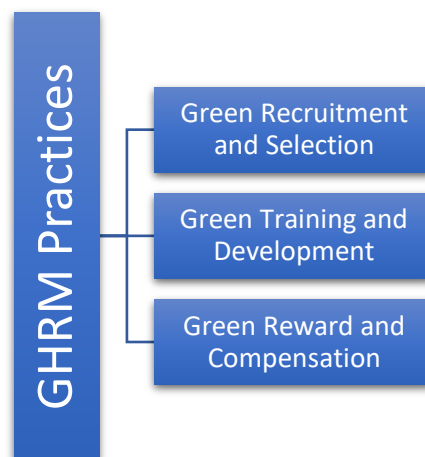 GHRM Practices
Green Recruitment
and Selection
Green Training and
Development
Green Reward and
Compensation